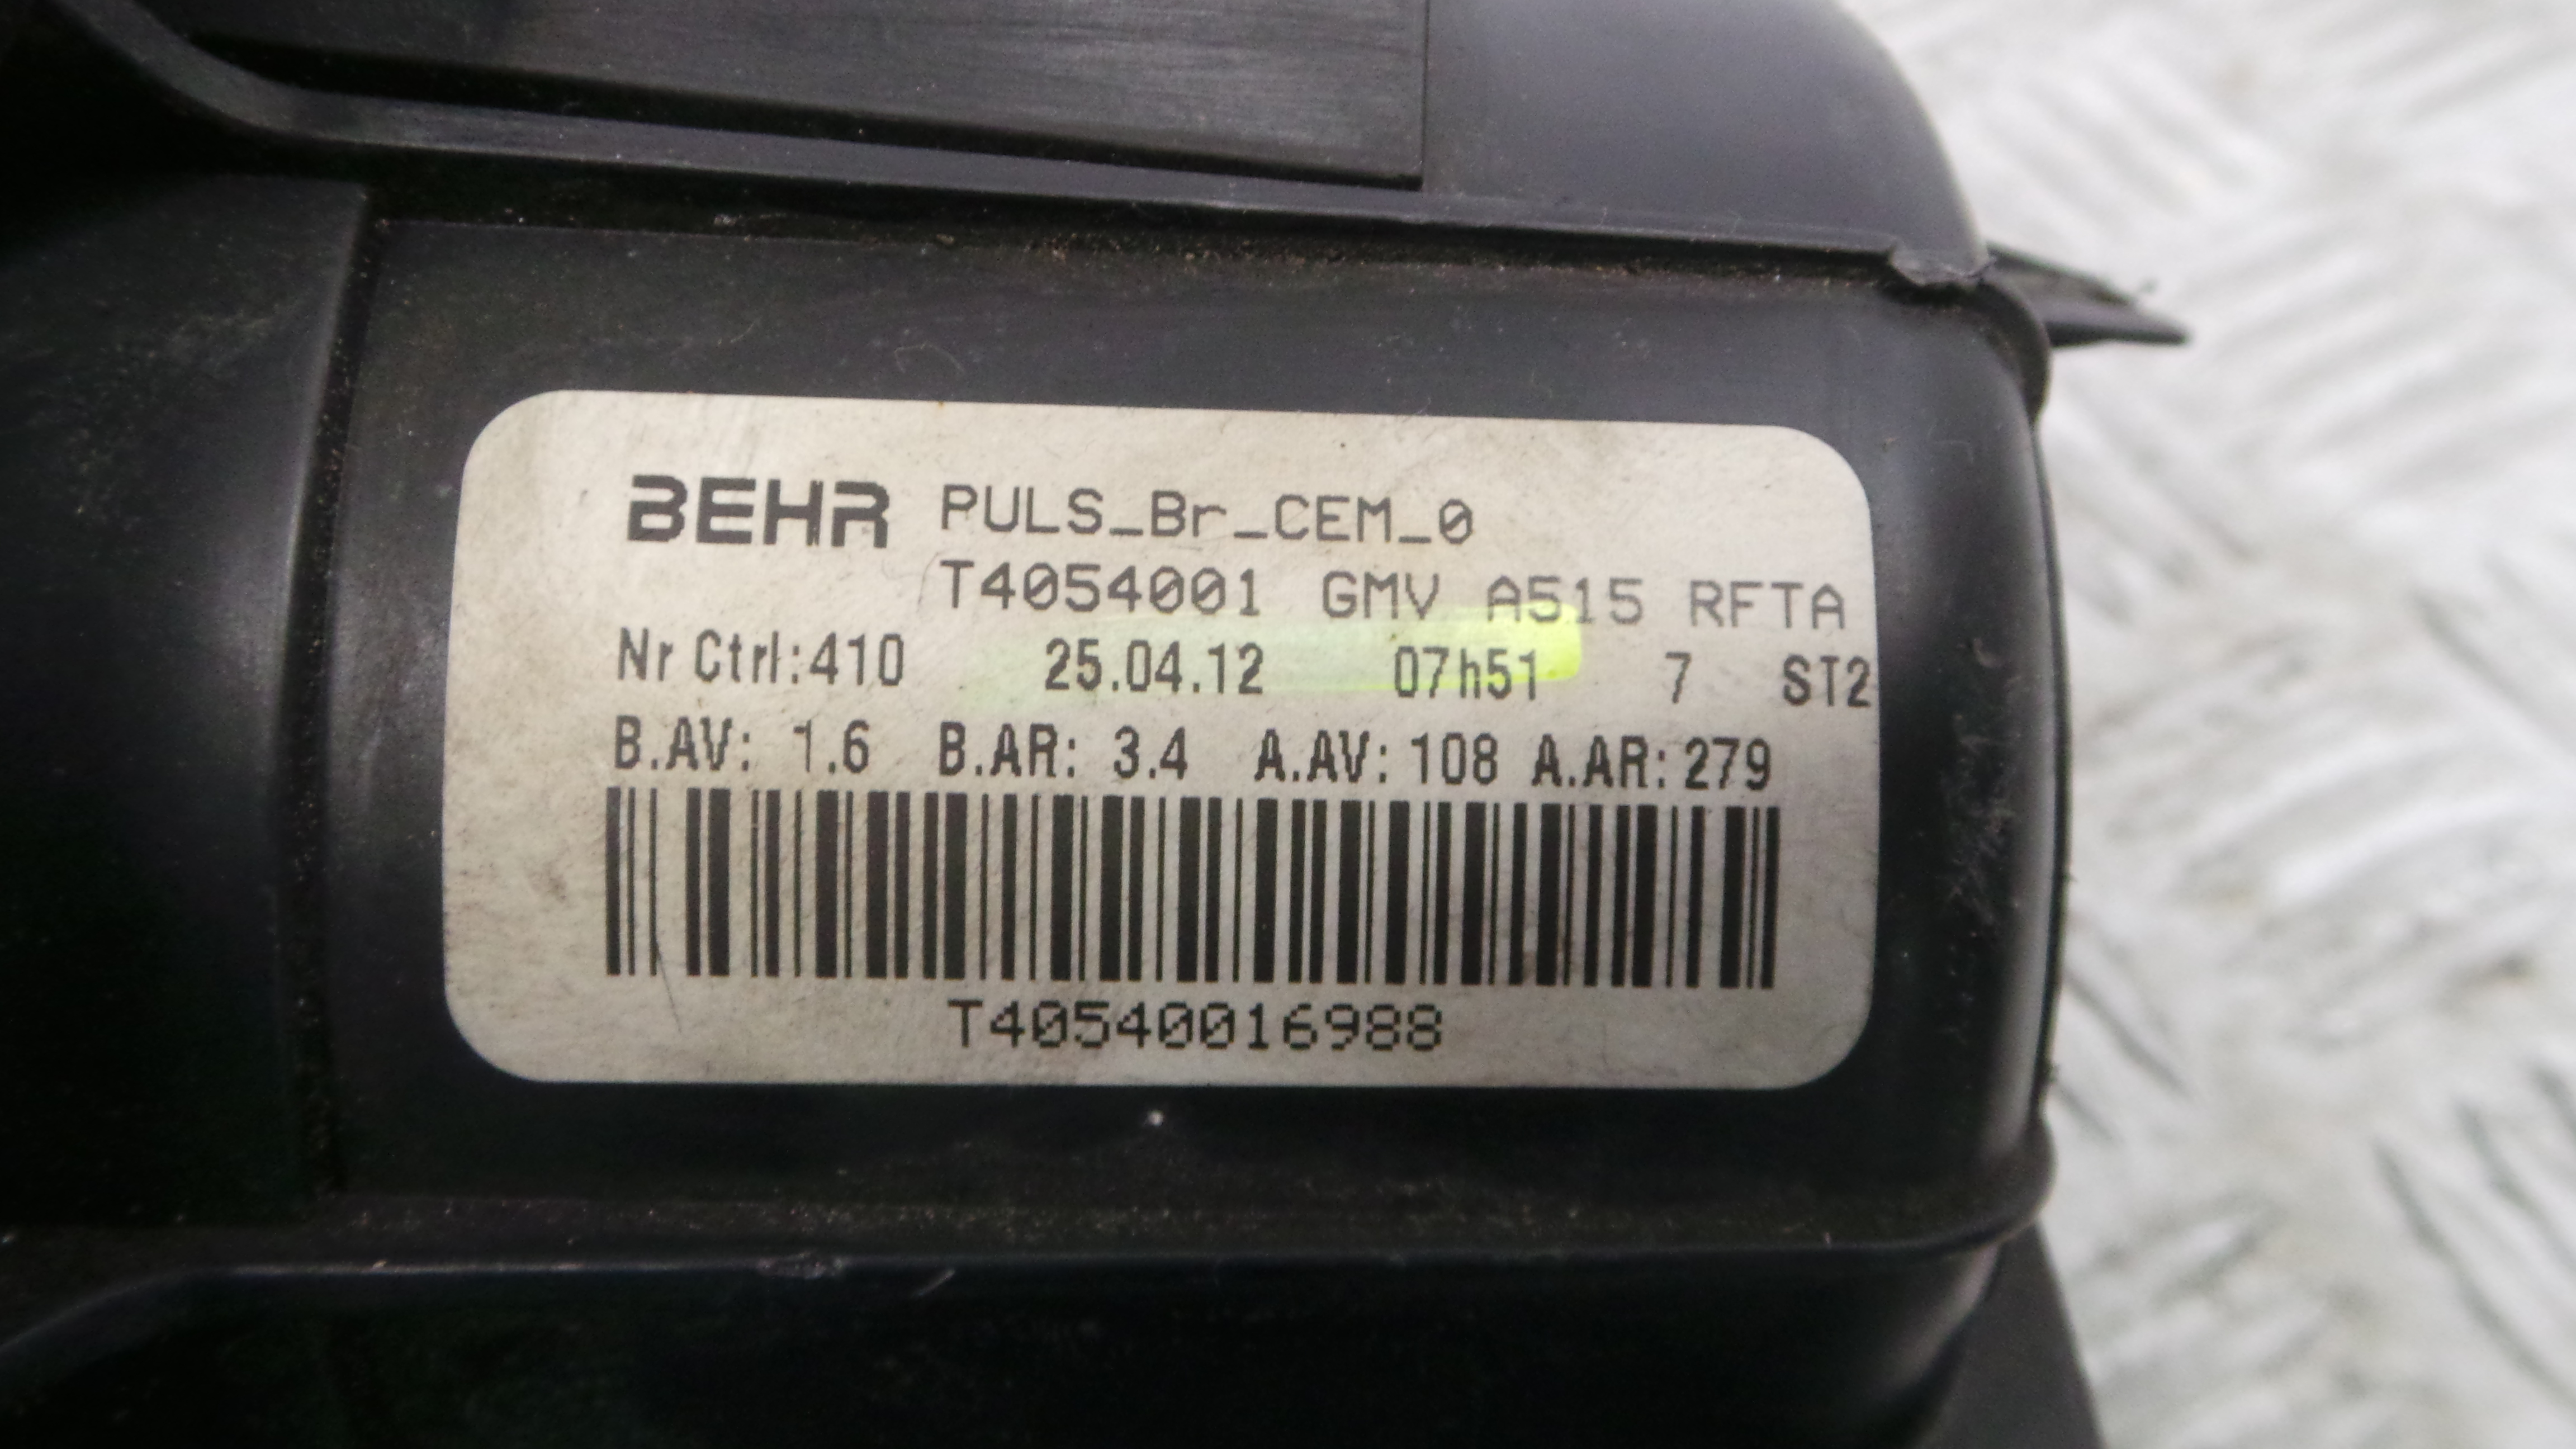 BEHR PULS_Br_CEM_0
T4054001 GMV A515 RFTA
Nr Ctrl:410 25.04.12 07h51 7 ST2
B.AV: 1.6 B.AR: 3.4 A.AV: 108 A.AR: 279
T40540016988